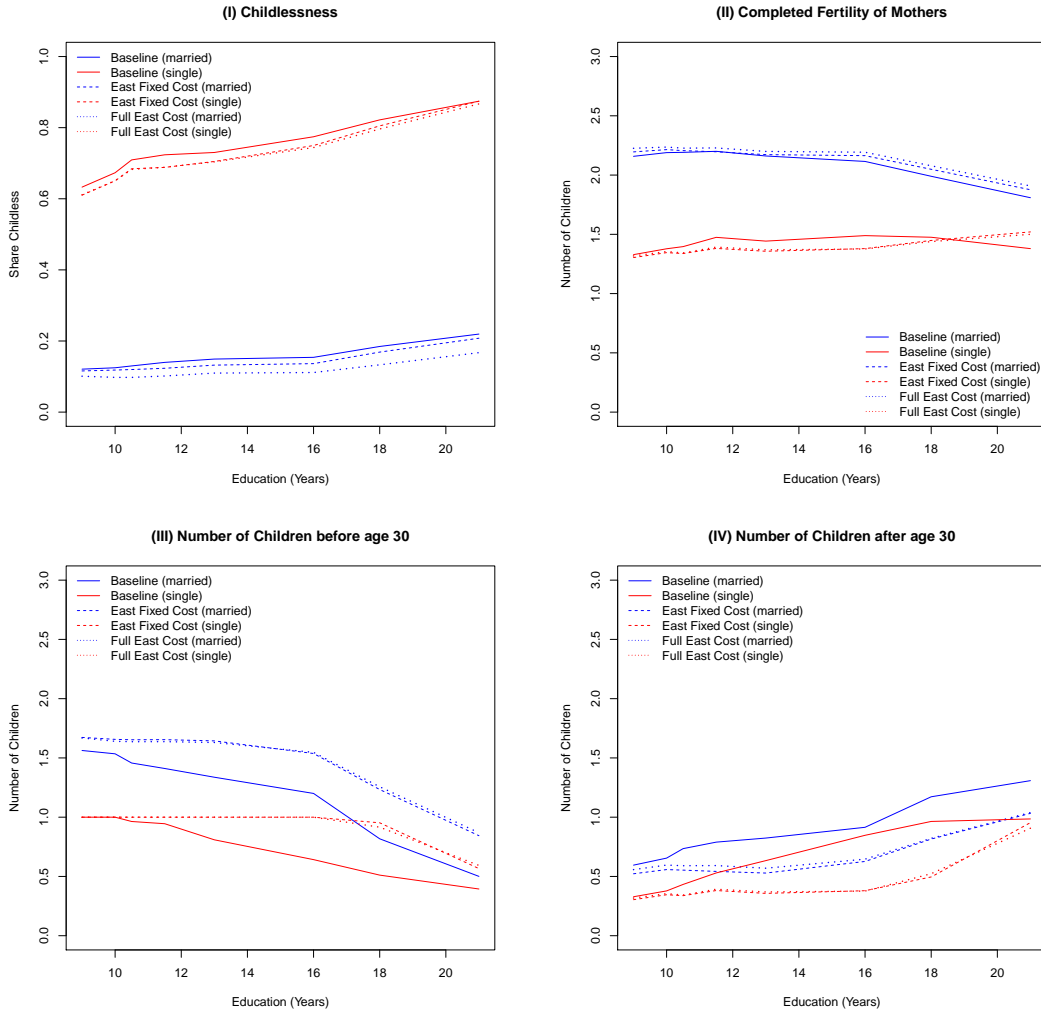 (I) Childlessness
Share Childless
1.0
0.8
0.6
0.4
0.2
0.0
Baseline (married)
Baseline (single)
East Fixed Cost (married)
East Fixed Cost (single)
Full East Cost (married)
Full East Cost (single)
10 12 14 16 18 20
Education (Years)
(II) Completed Fertility of Mothers
Number of Children
3.0
2.5
2.0
1.5
1.0
0.5
0.0
Baseline (married)
Baseline (single)
East Fixed Cost (married)
East Fixed Cost (single)
Full East Cost (married)
Full East Cost (single)
10 12 14 16 18 20
Education (Years)
(III) Number of Children before age 30
Number of Children
3.0
2.5
2.0
1.5
1.0
0.5
0.0
Baseline (married)
Baseline (single)
East Fixed Cost (married)
East Fixed Cost (single)
Full East Cost (married)
Full East Cost (single)
10 12 14 16 18 20
Education (Years)
(IV) Number of Children after age 30
Number of Children
3.0
2.5
2.0
1.5
1.0
0.5
0.0
Baseline (married)
Baseline (single)
East Fixed Cost (married)
East Fixed Cost (single)
Full East Cost (married)
Full East Cost (single)
10 12 14 16 18 20
Education (Years)